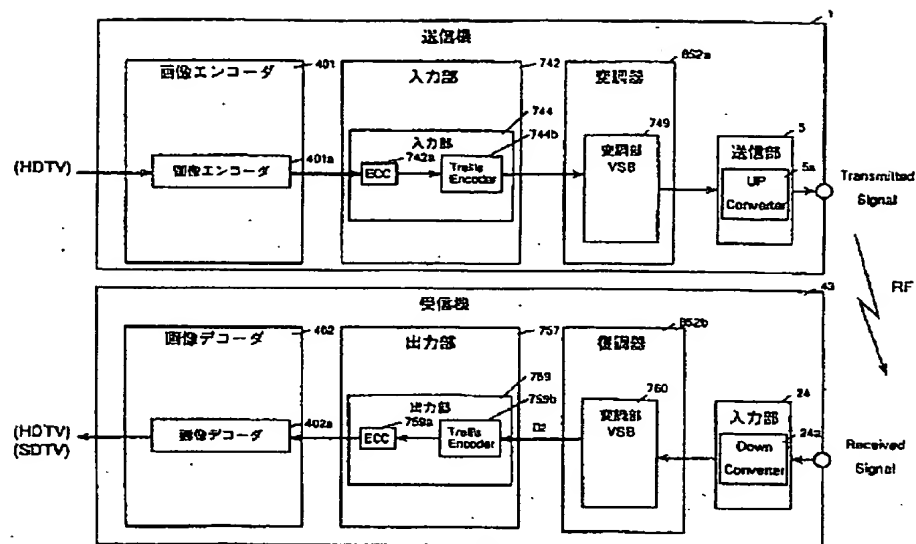 1
送信機
画像エンコーダ
401
入力部
742
変調器
852a
(HDTV)
画像エンコーダ
401a
入力部
744
744b
ECC
742a
Trellis
Encoder
749
変調部
VSB
5
送信部
5a
UP
Converter
Transmitted
Signal
RF
43
受信機
画像デコーダ
402
出力部
757
復調器
852b
(HDTV)
(SDTV)
画像デコーダ
402a
出力部
759
759b
ECC
759a
Trellis
Encoder
D2
760
変調部
VSB
24
入力部
24a
Down
Converter
Received
Signal